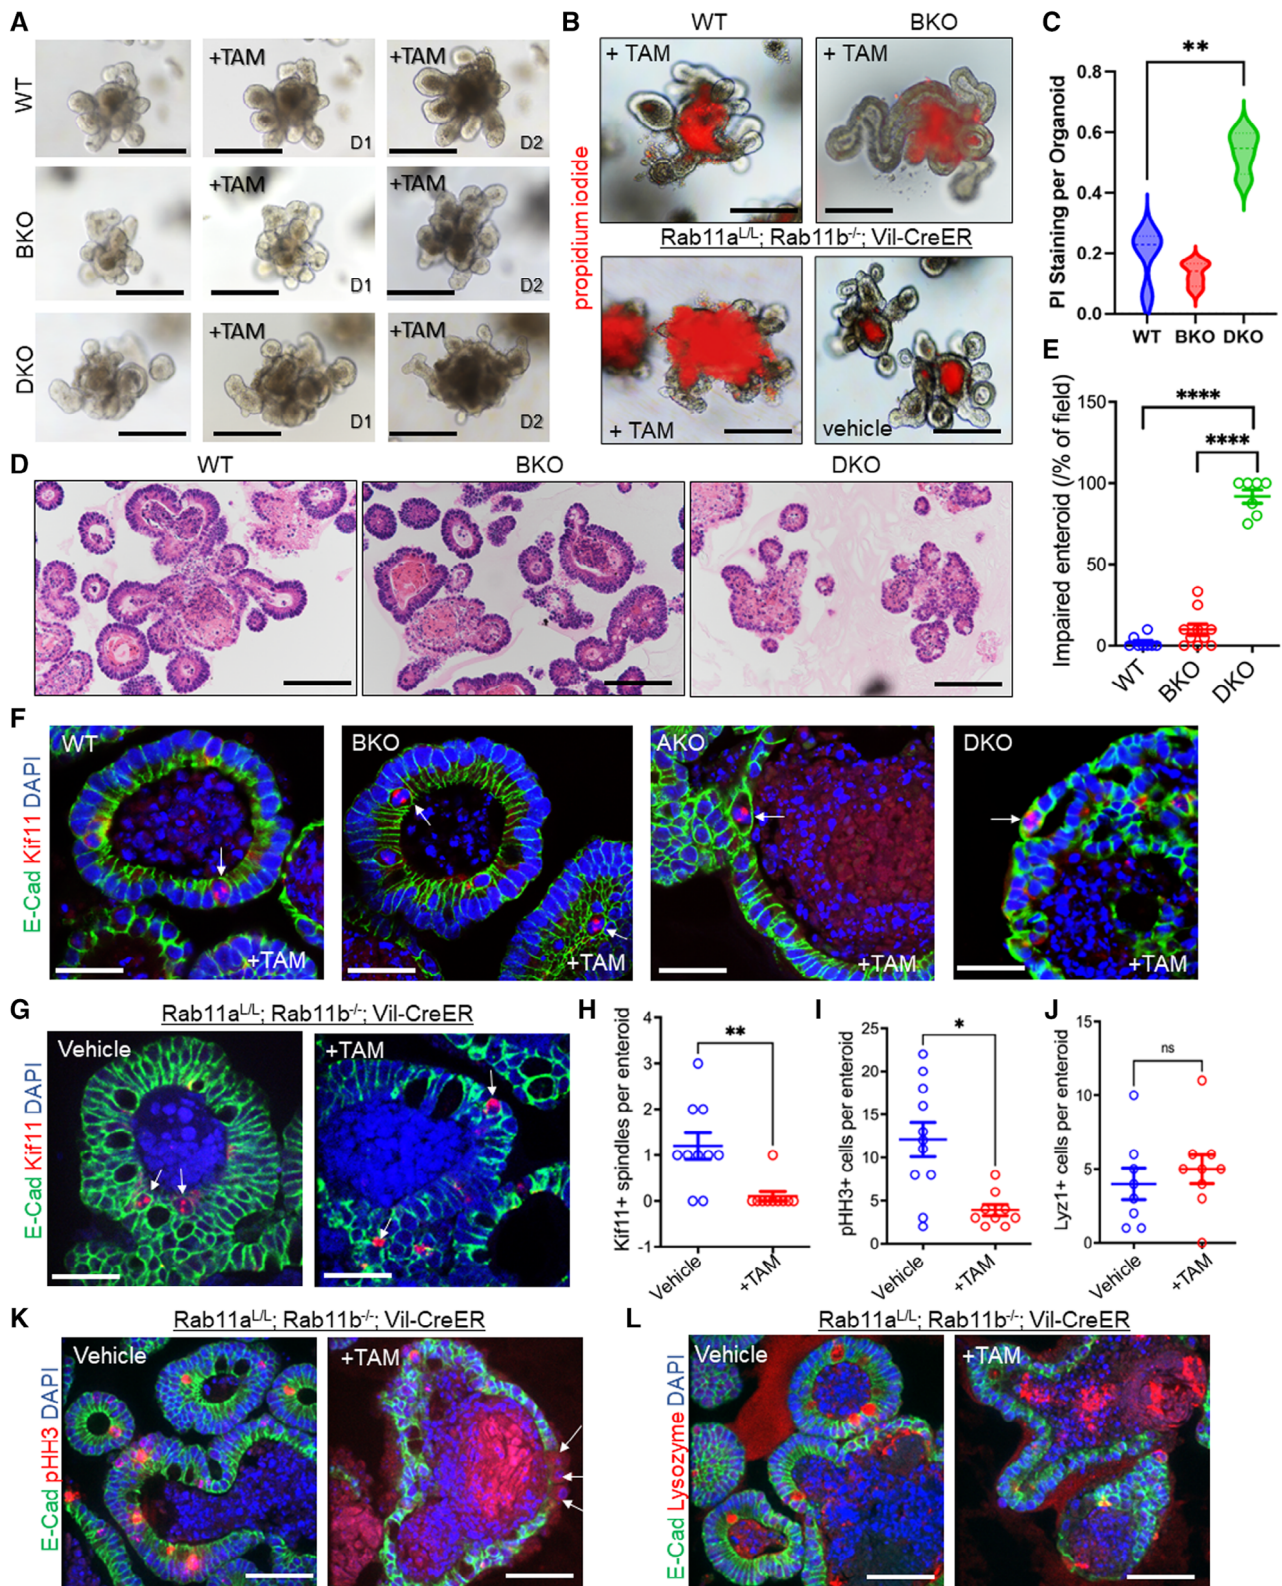 A
WT
+TAM
D1
+TAM
D2
BKO
+TAM
D1
+TAM
D2
DKO
+TAM
D1
+TAM
D2
B
WT
BKO
propidium iodide
+ TAM
+ TAM
Rab11aL/L; Rab11b-/-; Vil-CreER
+ TAM
vehicle
C
**
PI Staining per Organoid
0.8
0.6
0.4
0.2
0.0
WT BKO DKO
D
WT
BKO
DKO
E
****
****
Impaired enteroid (/% of field)
150
100
50
0
WT
BKO
DKO
F
E-Cad Kif11 DAPI
WT
+TAM
BKO
+TAM
AKO
+TAM
DKO
+TAM
G
Rab11aL/L; Rab11b-/-; Vil-CreER
E-Cad Kif11 DAPI
Vehicle
+TAM
H
**
Kif11+ spindles per enteroid
4
3
2
1
0
-1
Vehicle
+TAM
I
*
pHH3+ cells per enteroid
25
20
15
10
5
0
Vehicle
+TAM
J
ns
Lyz1+ cells per enteroid
15
10
5
0
Vehicle
+TAM
K
Rab11aL/L; Rab11b-/-; Vil-CreER
E-Cad pHH3 DAPI
Vehicle
+TAM
L
Rab11aL/L; Rab11b-/-; Vil-CreER
E-Cad Lysozyme DAPI
Vehicle
+TAM